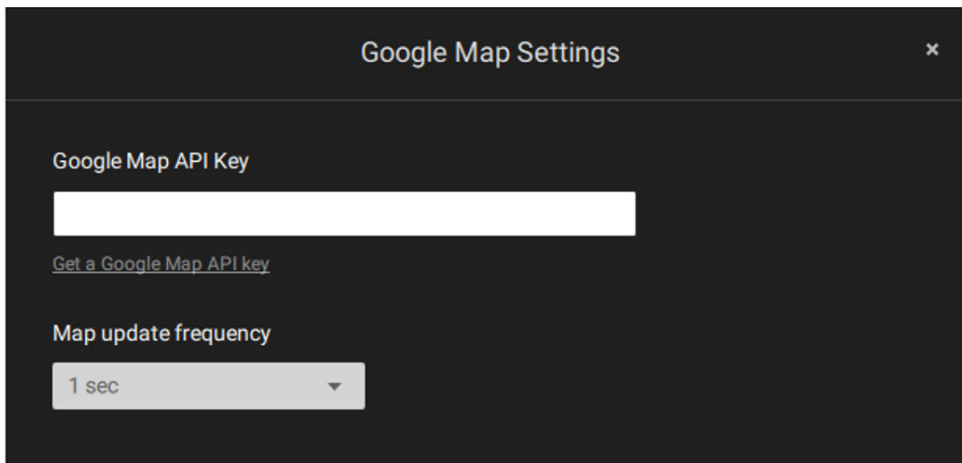 Google Map Settings ×
Google Map API Key
Get a Google Map API key
Map update frequency
1 sec